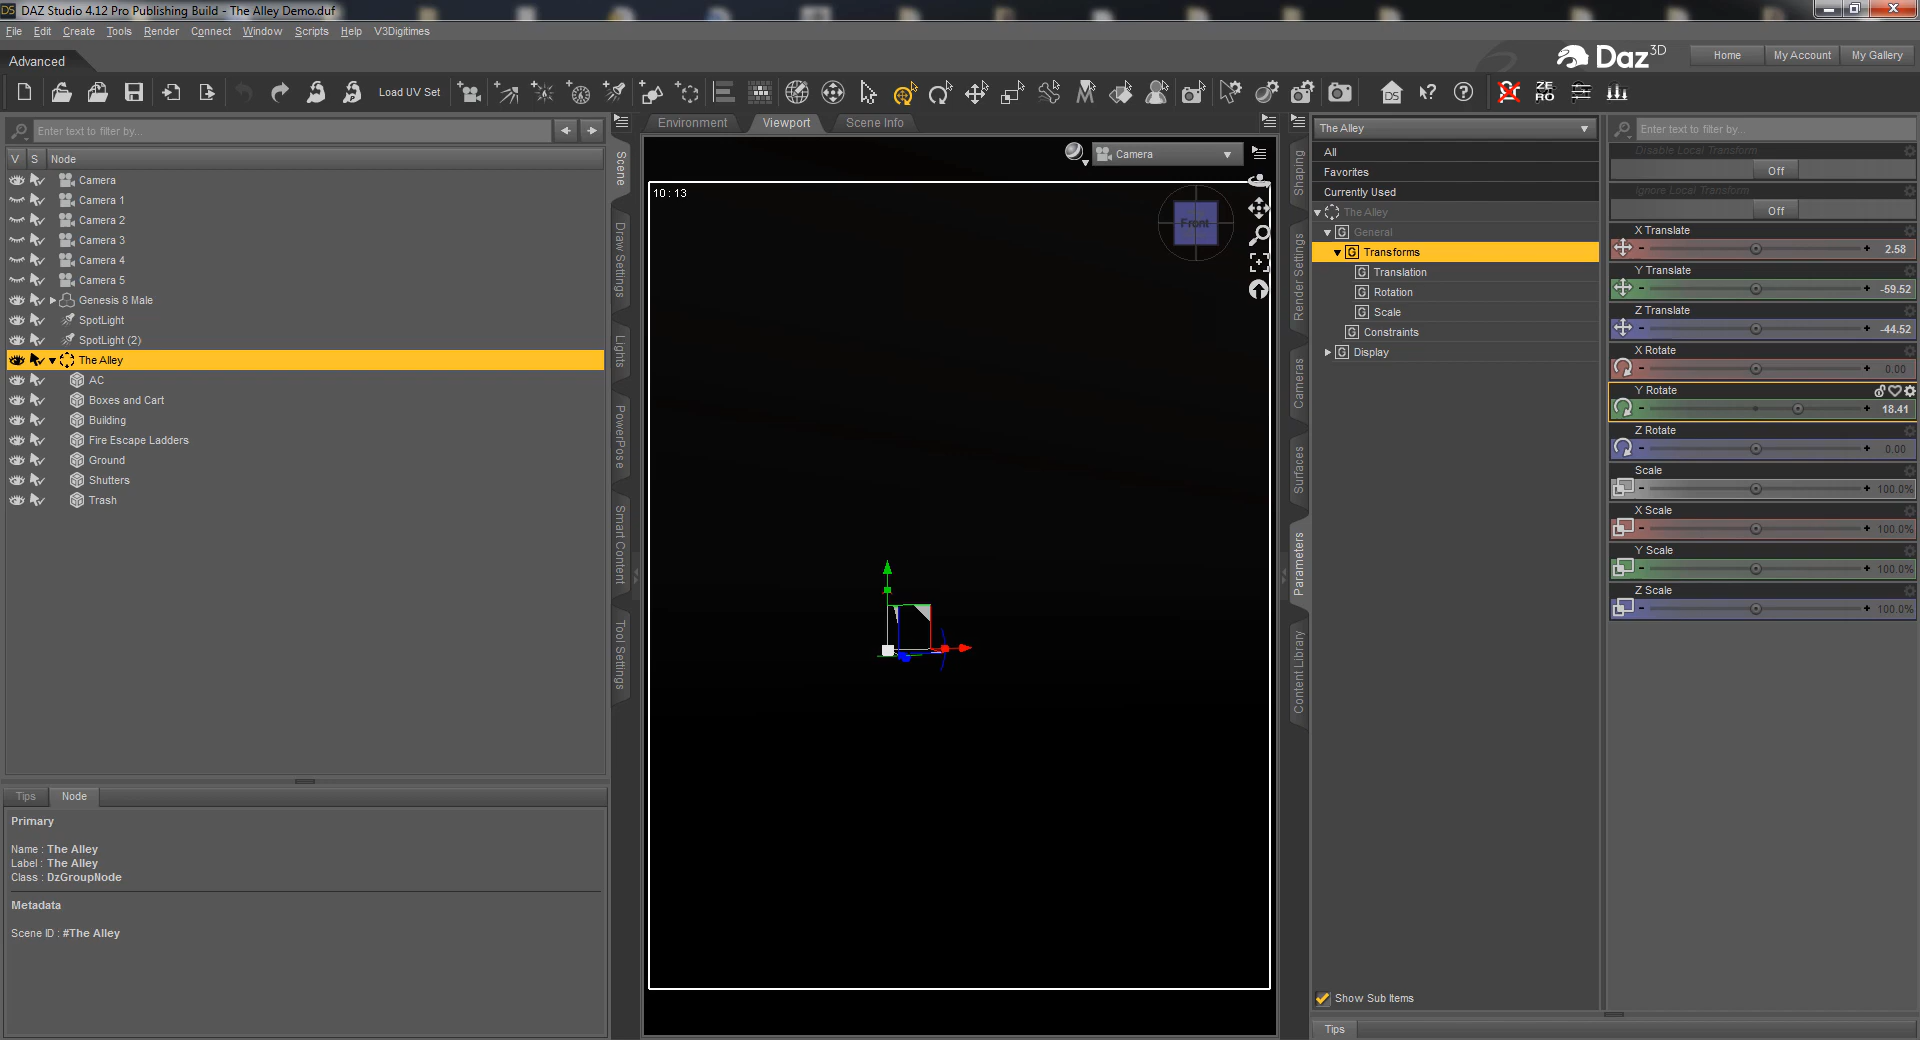 DS DAZ Studio 4.12 Pro Publishing Build - The Alley Demo.duf
File Edit Create Tools Render Connect Window Scripts Help V3Digitimes
Advanced
Daz 3D
Home My Account My Gallery
Load UV Set
DS
ZE
RO
Enter text to filter by...
V S Node
Camera
Camera 1
Camera 2
Camera 3
Camera 4
Camera 5
Genesis 8 Male
SpotLight
SpotLight (2)
The Alley
AC
Boxes and Cart
Building
Fire Escape Ladders
Ground
Shutters
Trash
Tips Node
Primary
Name : The Alley
Label : The Alley
Class : DzGroupNode
Metadata
Scene ID : #The Alley
Scene
Draw Settings
Lights
PowerPose
Smart Content
Tool Settings
Environment Viewport Scene Info
Camera
10 : 13
Front
Shaping
Render Settings
Cameras
Surfaces
Parameters
Content Library
The Alley
All
Favorites
Currently Used
The Alley
G General
G Transforms
G Translation
G Rotation
G Scale
G Constraints
G Display
Show Sub Items
Tips
Enter text to filter by...
Disable Local Transform
Off
Ignore Local Transform
Off
X Translate
2.58
Y Translate
-59.52
Z Translate
-44.52
X Rotate
0.00
Y Rotate
18.41
Z Rotate
0.00
Scale
100.0%
X Scale
100.0%
Y Scale
100.0%
Z Scale
100.0%